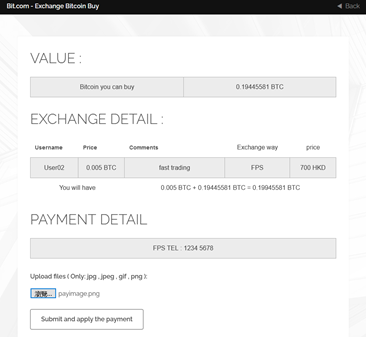 Bit.com - Exchange Bitcoin Buy ◄ Back
VALUE :
Bitcoin you can buy 0.19445581 BTC
EXCHANGE DETAIL :
Username Price Comments Exchange way price
User02 0.005 BTC fast trading FPS 700 HKD
You will have 0.005 BTC + 0.19445581 BTC = 0.19945581 BTC
PAYMENT DETAIL
FPS TEL : 1234 5678
Upload files ( Only: jpg , jpeg , gif , png ):
瀏覽... payimage.png
Submit and apply the payment